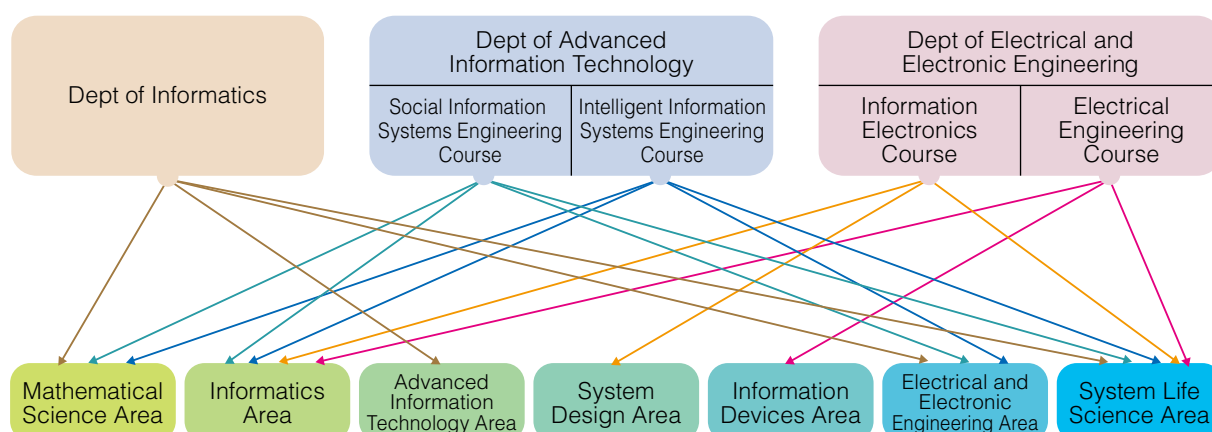 Dept of Informatics
Dept of Advanced
Information Technology
Social Information
Systems Engineering
Course
Intelligent Information
Systems Engineering
Course
Dept of Electrical and
Electronic Engineering
Information
Electronics
Course
Electrical
Engineering
Course
Mathematical
Science Area
Informatics
Area
Advanced
Information
Technology Area
System
Design Area
Information
Devices Area
Electrical and
Electronic
Engineering Area
System Life
Science Area